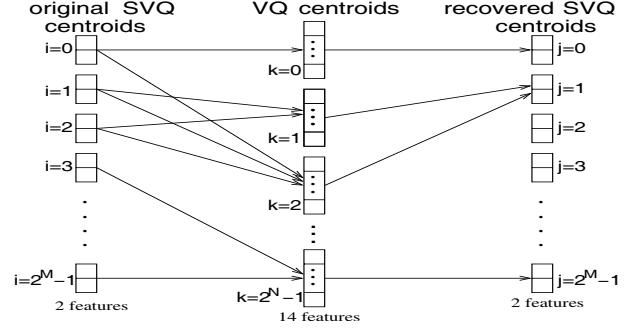 original SVQ centroids
VQ centroids
recovered SVQ centroids
i=0
i=1
i=2
i=3
i=2^M−1
2 features
k=0
k=1
k=2
k=2^N−1
14 features
j=0
j=1
j=2
j=3
j=2^M−1
2 features